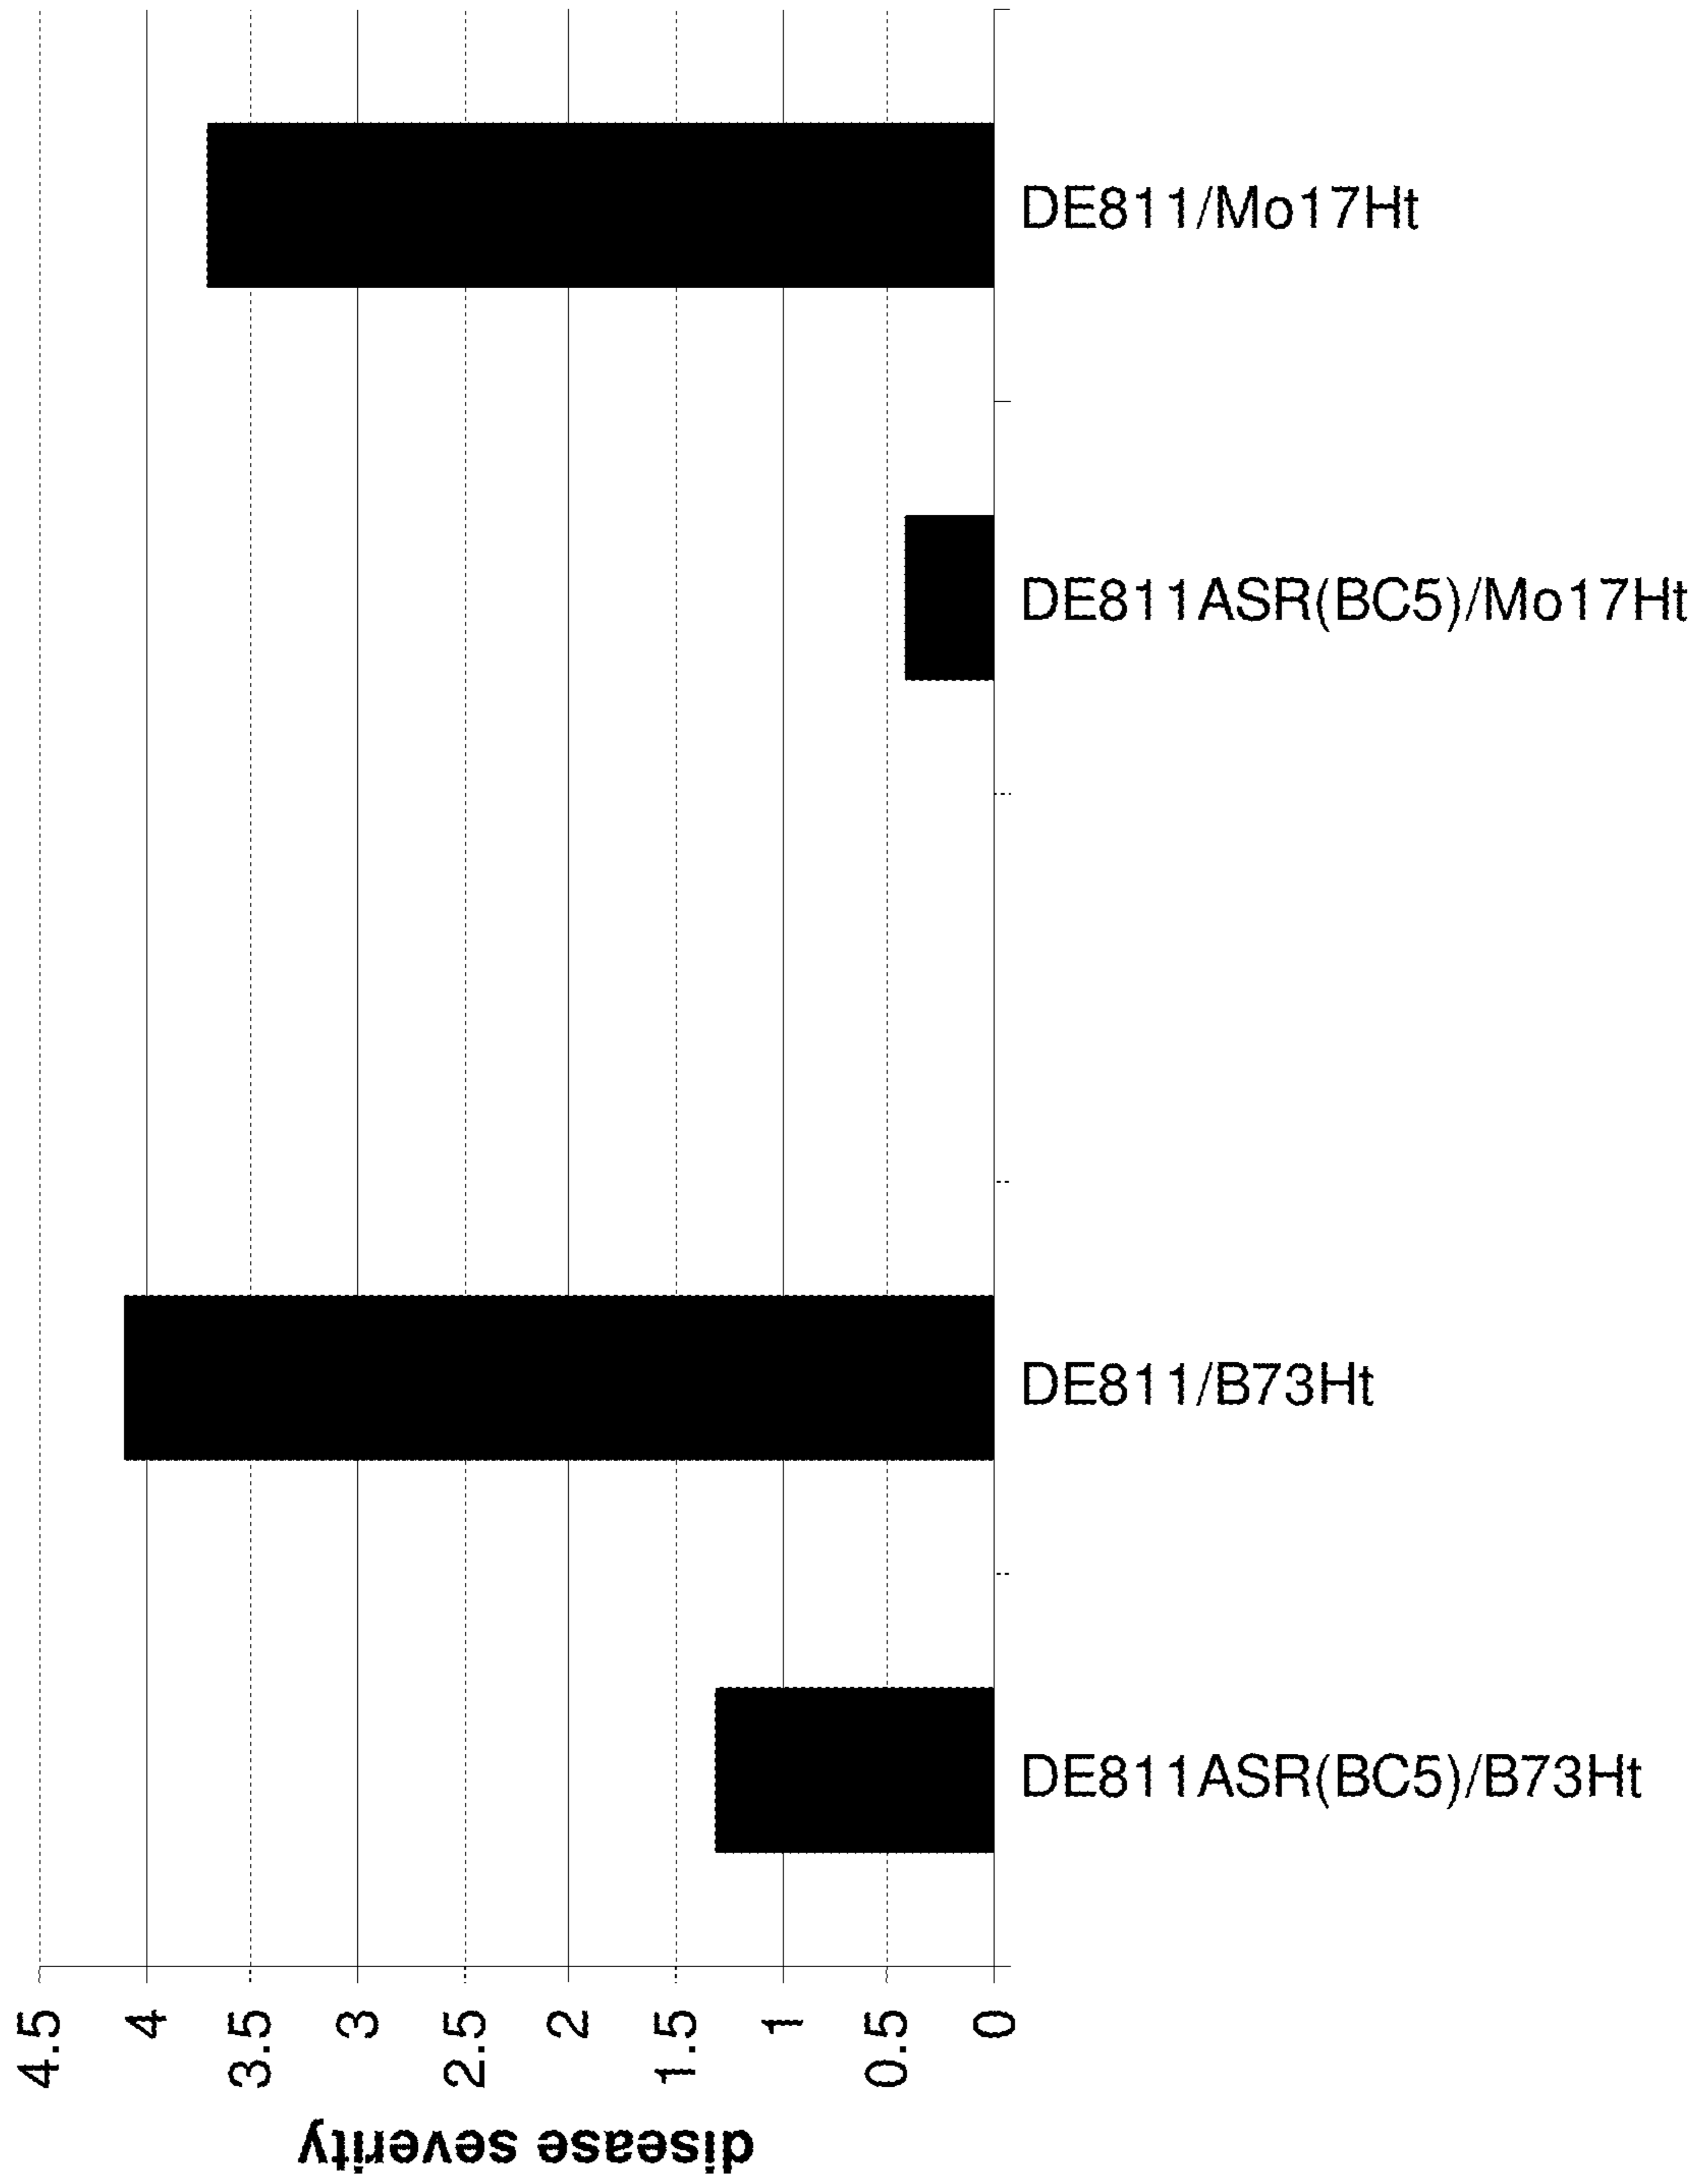 disease severity
4.5
4
3.5
3
2.5
2
1.5
1
0.5
0
DE811ASR(BC5)/B73Ht
DE811/B73Ht
DE811ASR(BC5)/Mo17Ht
DE811/Mo17Ht